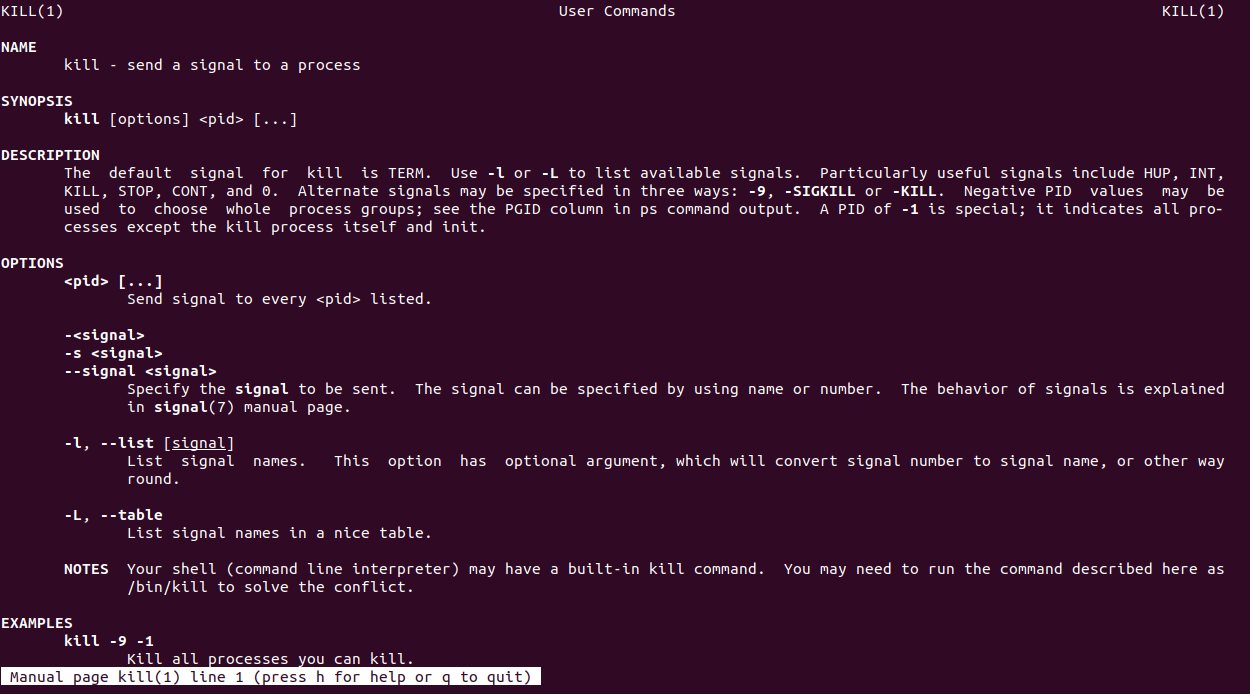 KILL(1) User Commands KILL(1)
NAME
kill - send a signal to a process
SYNOPSIS
kill [options] <pid> [...]
DESCRIPTION
The default signal for kill is TERM. Use -l or -L to list available signals. Particularly useful signals include HUP, INT,
KILL, STOP, CONT, and 0. Alternate signals may be specified in three ways: -9, -SIGKILL or -KILL. Negative PID values may be
used to choose whole process groups; see the PGID column in ps command output. A PID of -1 is special; it indicates all pro-
cesses except the kill process itself and init.
OPTIONS
<pid> [...]
Send signal to every <pid> listed.
-<signal>
-s <signal>
--signal <signal>
Specify the signal to be sent. The signal can be specified by using name or number. The behavior of signals is explained
in signal(7) manual page.
-l, --list [signal]
List signal names. This option has optional argument, which will convert signal number to signal name, or other way
round.
-L, --table
List signal names in a nice table.
NOTES Your shell (command line interpreter) may have a built-in kill command. You may need to run the command described here as
/bin/kill to solve the conflict.
EXAMPLES
kill -9 -1
Kill all processes you can kill.
Manual page kill(1) line 1 (press h for help or q to quit)